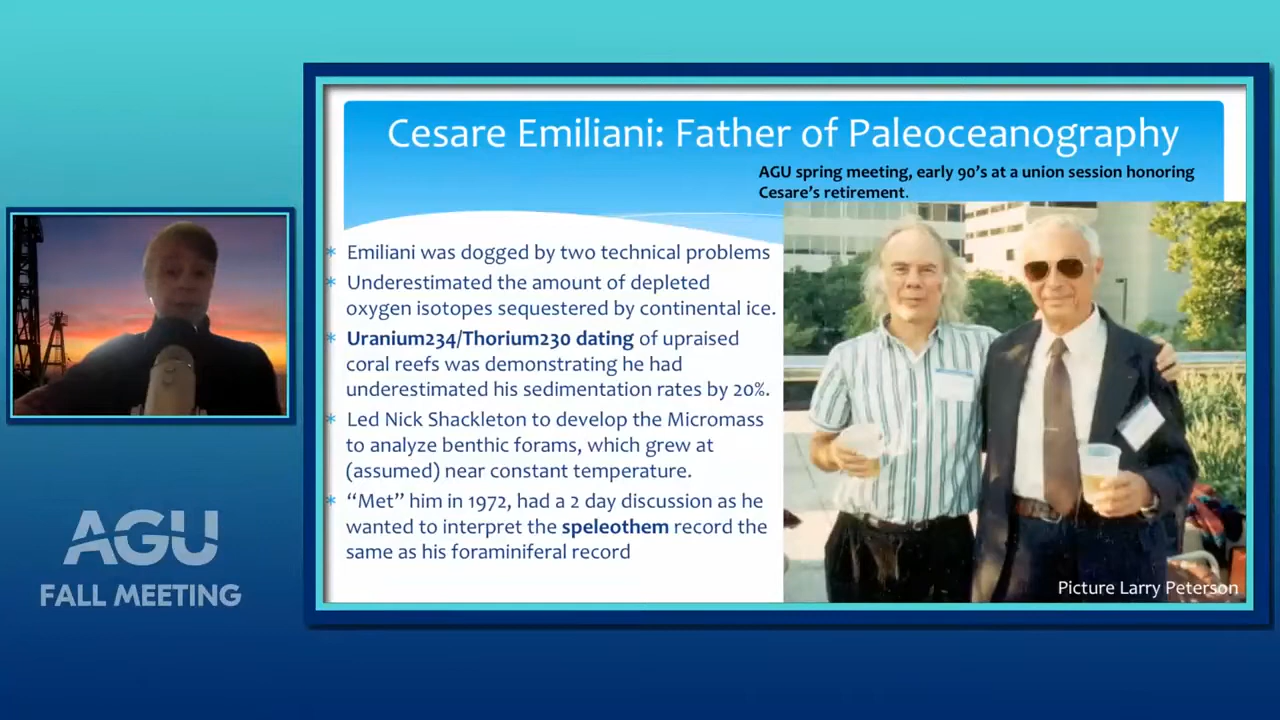 Cesare Emiliani: Father of Paleoceanography
AGU spring meeting, early 90's at a union session honoring
Cesare's retirement.
* Emiliani was dogged by two technical problems
* Underestimated the amount of depleted
oxygen isotopes sequestered by continental ice.
* Uranium234/Thorium230 dating of upraised
coral reefs was demonstrating he had
underestimated his sedimentation rates by 20%.
* Led Nick Shackleton to develop the Micromass
to analyze benthic forams, which grew at
(assumed) near constant temperature.
* “Met” him in 1972, had a 2 day discussion as he
wanted to interpret the speleothem record the
same as his foraminiferal record
Picture Larry Peterson
AGU
FALL MEETING